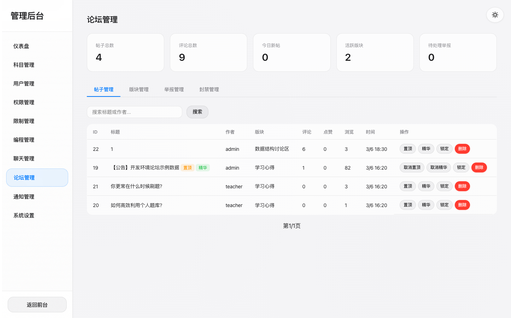 管理后台
仪表盘
科目管理
用户管理
权限管理
限制管理
编程管理
聊天管理
论坛管理
通知管理
系统设置
返回前台
论坛管理
帖子总数 评论总数 今日新帖 活跃版块 待处理举报
4 9 0 2 0
帖子管理 版块管理 举报管理 封禁管理
搜索标题或作者... 搜索
ID 标题 作者 版块 评论 点赞 浏览 时间 操作
22 1 admin 数据结构讨论区 6 0 3 3/6 18:30 置顶 精华 锁定 删除
19 【公告】开发环境论坛示例数据 置顶 精华 admin 学习心得 1 0 82 3/6 16:20 取消置顶 取消精华 锁定 删除
21 你更常在什么时候刷题？ teacher 学习心得 0 0 3 3/6 16:20 置顶 精华 锁定 删除
20 如何高效利用个人题库？ teacher 学习心得 0 0 1 3/6 16:20 置顶 精华 锁定 删除
第1/1页